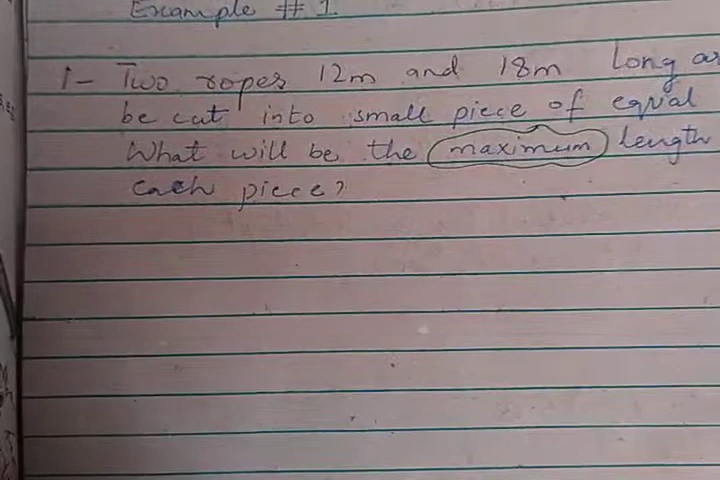 Example # 1
1- Two ropes 12m and 18m long
be cut into small piece of equal
What will be the maximum length
each piece?